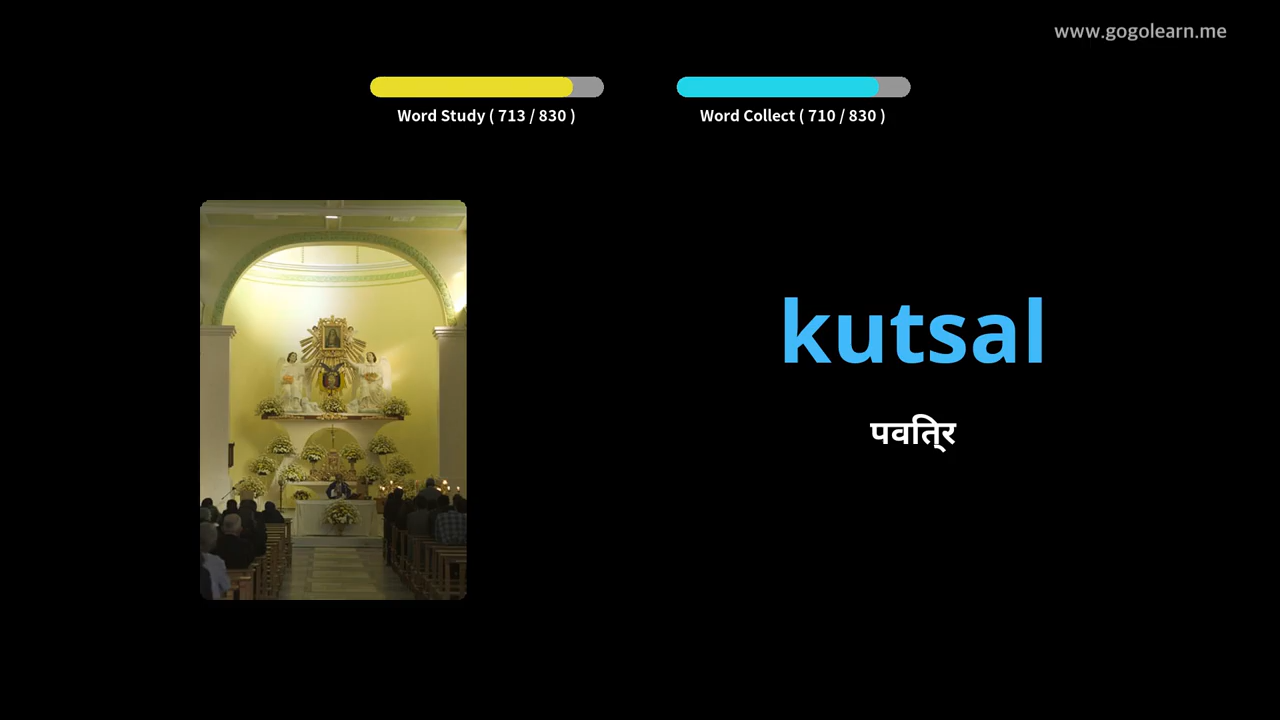 www.gogolearn.me
Word Study ( 713 / 830 )
Word Collect ( 710 / 830 )
kutsal
पवित्र